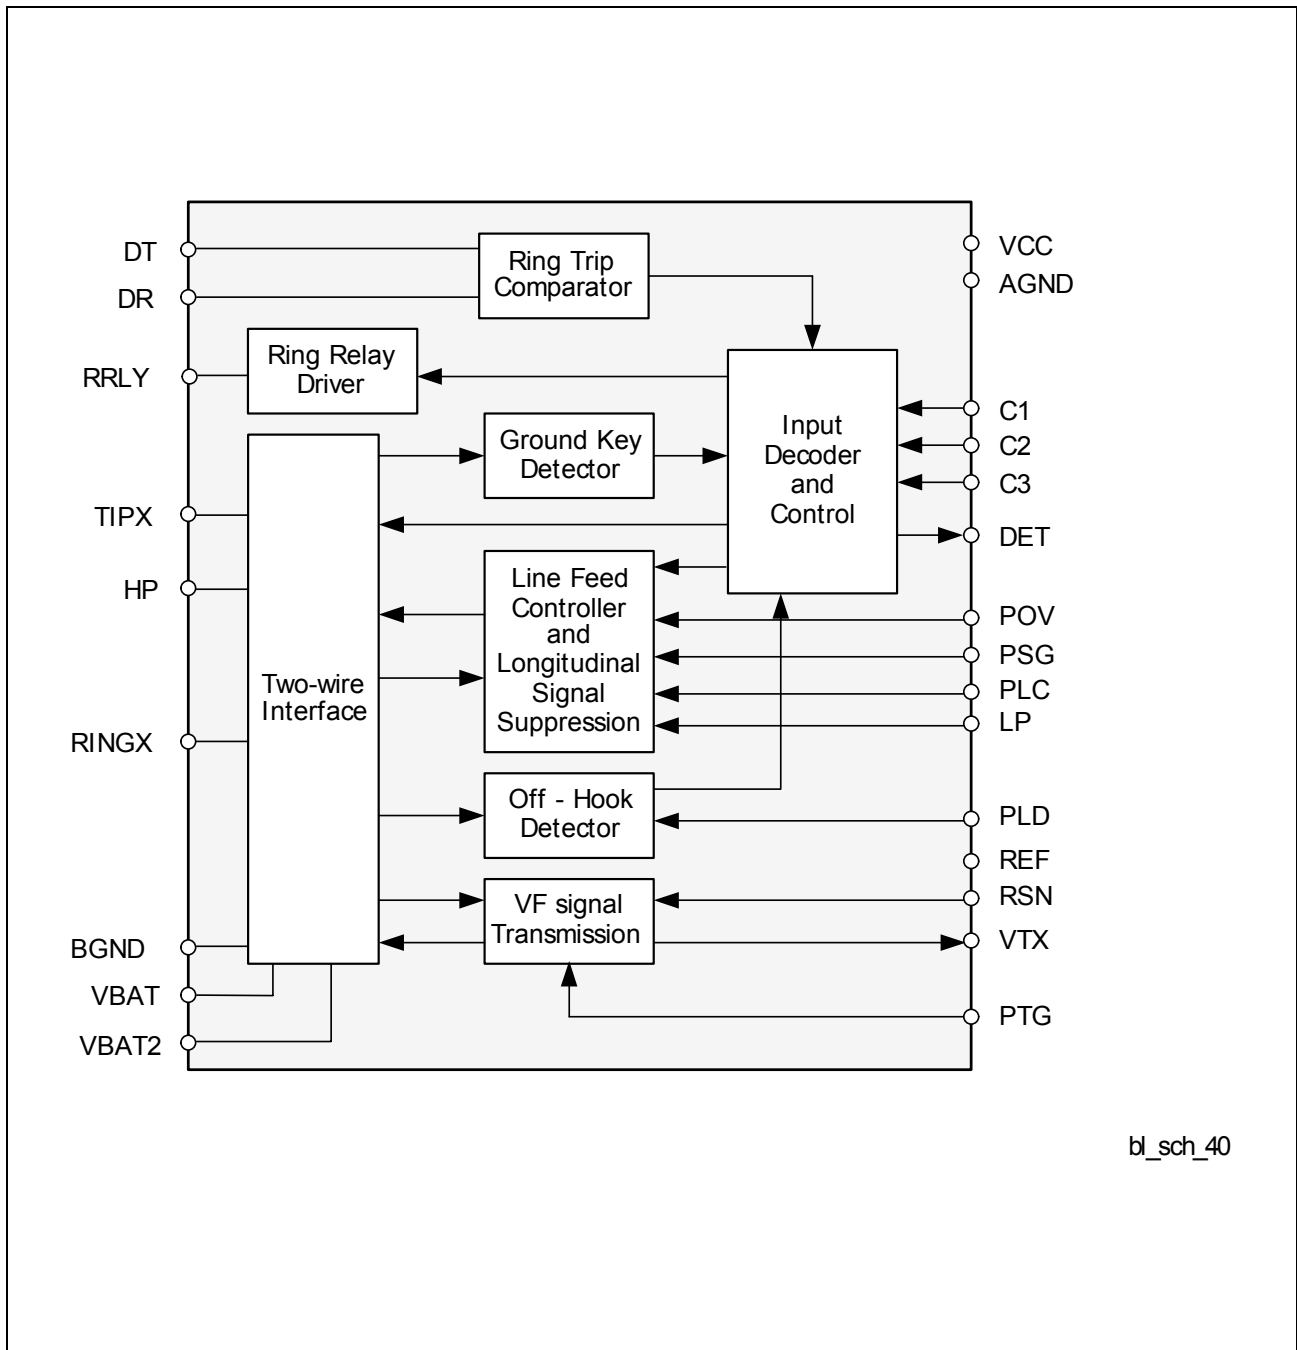 DT
DR
RRLY
TIPX
HP
RINGX
BGND
VBAT
VBAT2
Ring Trip
Comparator
Ring Relay
Driver
Ground Key
Detector
Input
Decoder
and
Control
Two-wire
Interface
Line Feed
Controller
and
Longitudinal
Signal
Suppression
Off - Hook
Detector
VF signal
Transmission
VCC
AGND
C1
C2
C3
DET
POV
PSG
PLC
LP
PLD
REF
RSN
VTX
PTG
bl_sch_40